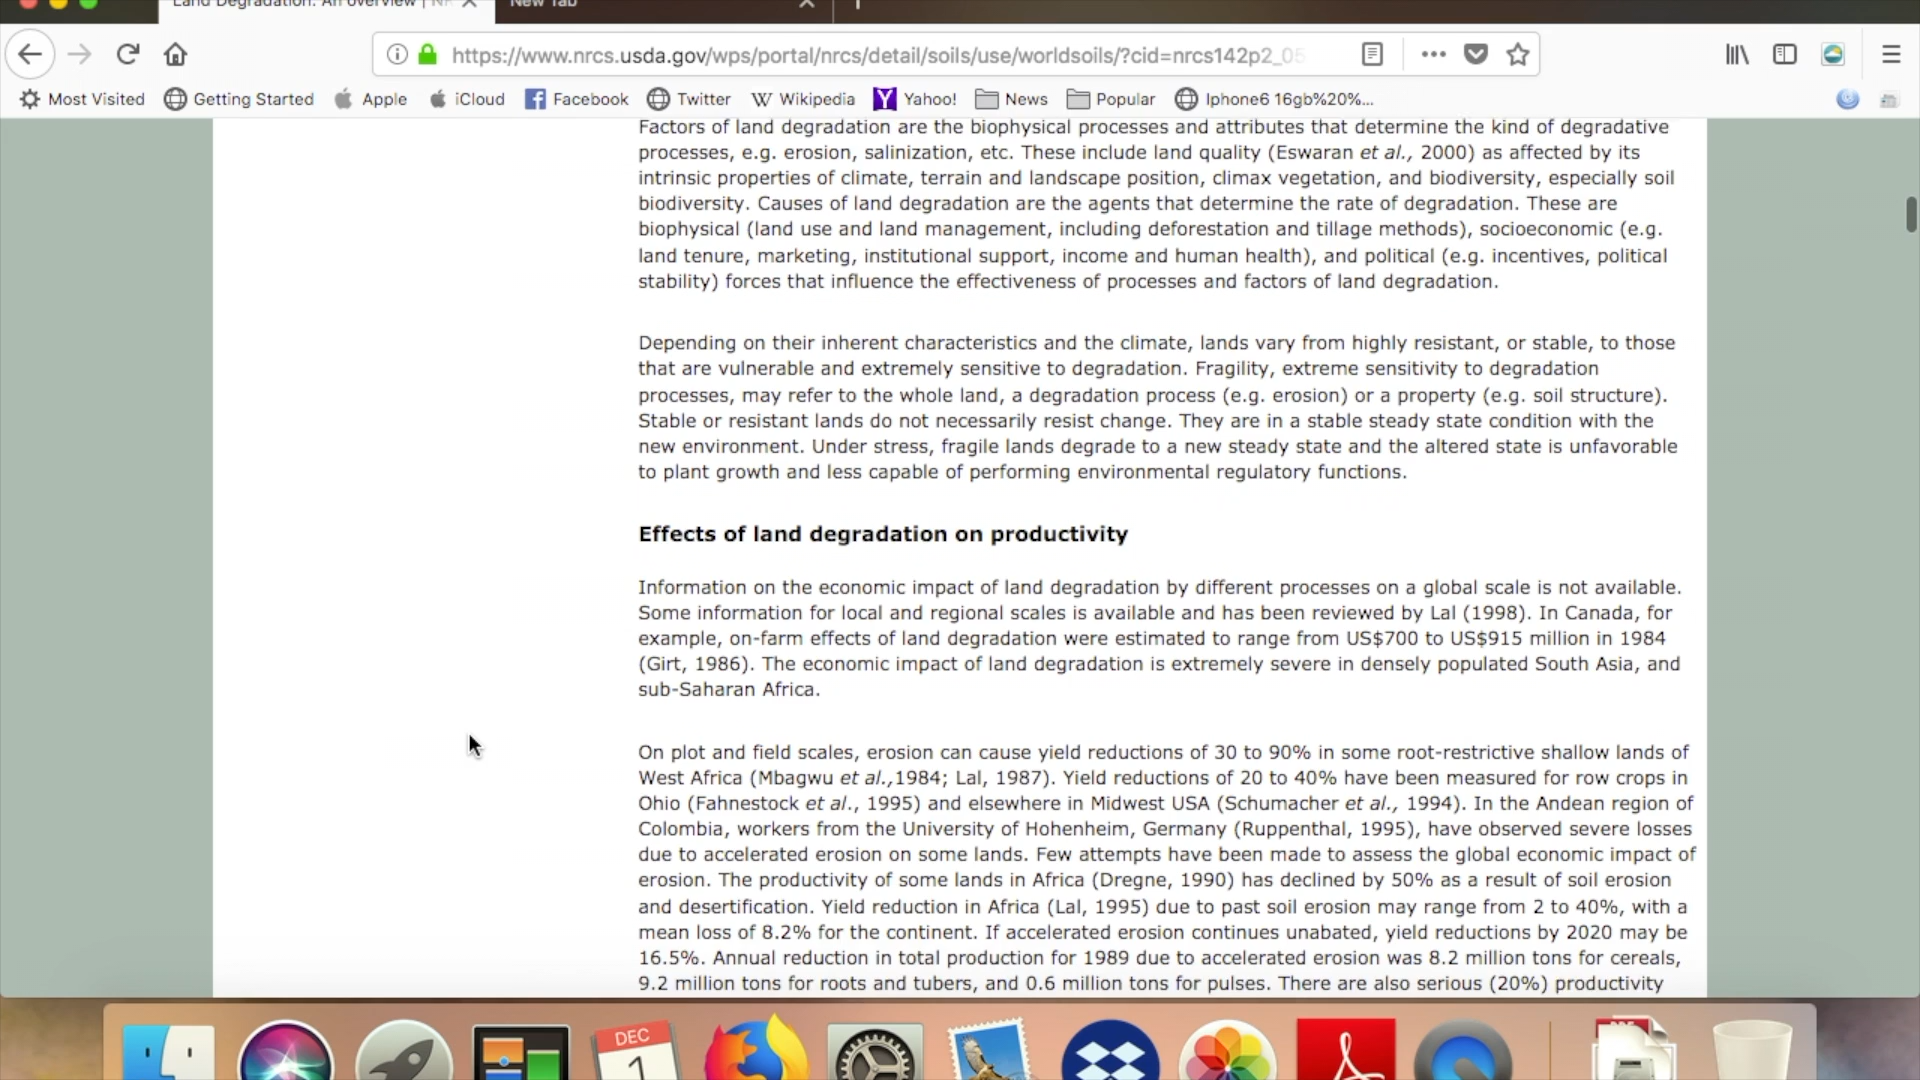 Land Degradation: An overview | NR
New Tab
https://www.nrcs.usda.gov/wps/portal/nrcs/detail/soils/use/worldsoils/?cid=nrcs142p2_05
Most Visited Getting Started Apple iCloud Facebook Twitter Wikipedia Yahoo! News Popular Iphone6 16gb%20%...
Factors of land degradation are the biophysical processes and attributes that determine the kind of degradative
processes, e.g. erosion, salinization, etc. These include land quality (Eswaran et al., 2000) as affected by its
intrinsic properties of climate, terrain and landscape position, climax vegetation, and biodiversity, especially soil
biodiversity. Causes of land degradation are the agents that determine the rate of degradation. These are
biophysical (land use and land management, including deforestation and tillage methods), socioeconomic (e.g.
land tenure, marketing, institutional support, income and human health), and political (e.g. incentives, political
stability) forces that influence the effectiveness of processes and factors of land degradation.
Depending on their inherent characteristics and the climate, lands vary from highly resistant, or stable, to those
that are vulnerable and extremely sensitive to degradation. Fragility, extreme sensitivity to degradation
processes, may refer to the whole land, a degradation process (e.g. erosion) or a property (e.g. soil structure).
Stable or resistant lands do not necessarily resist change. They are in a stable steady state condition with the
new environment. Under stress, fragile lands degrade to a new steady state and the altered state is unfavorable
to plant growth and less capable of performing environmental regulatory functions.
Effects of land degradation on productivity
Information on the economic impact of land degradation by different processes on a global scale is not available.
Some information for local and regional scales is available and has been reviewed by Lal (1998). In Canada, for
example, on-farm effects of land degradation were estimated to range from US$700 to US$915 million in 1984
(Girt, 1986). The economic impact of land degradation is extremely severe in densely populated South Asia, and
sub-Saharan Africa.
On plot and field scales, erosion can cause yield reductions of 30 to 90% in some root-restrictive shallow lands of
West Africa (Mbagwu et al.,1984; Lal, 1987). Yield reductions of 20 to 40% have been measured for row crops in
Ohio (Fahnestock et al., 1995) and elsewhere in Midwest USA (Schumacher et al., 1994). In the Andean region of
Colombia, workers from the University of Hohenheim, Germany (Ruppenthal, 1995), have observed severe losses
due to accelerated erosion on some lands. Few attempts have been made to assess the global economic impact of
erosion. The productivity of some lands in Africa (Dregne, 1990) has declined by 50% as a result of soil erosion
and desertification. Yield reduction in Africa (Lal, 1995) due to past soil erosion may range from 2 to 40%, with a
mean loss of 8.2% for the continent. If accelerated erosion continues unabated, yield reductions by 2020 may be
16.5%. Annual reduction in total production for 1989 due to accelerated erosion was 8.2 million tons for cereals,
9.2 million tons for roots and tubers, and 0.6 million tons for pulses. There are also serious (20%) productivity
DEC
1